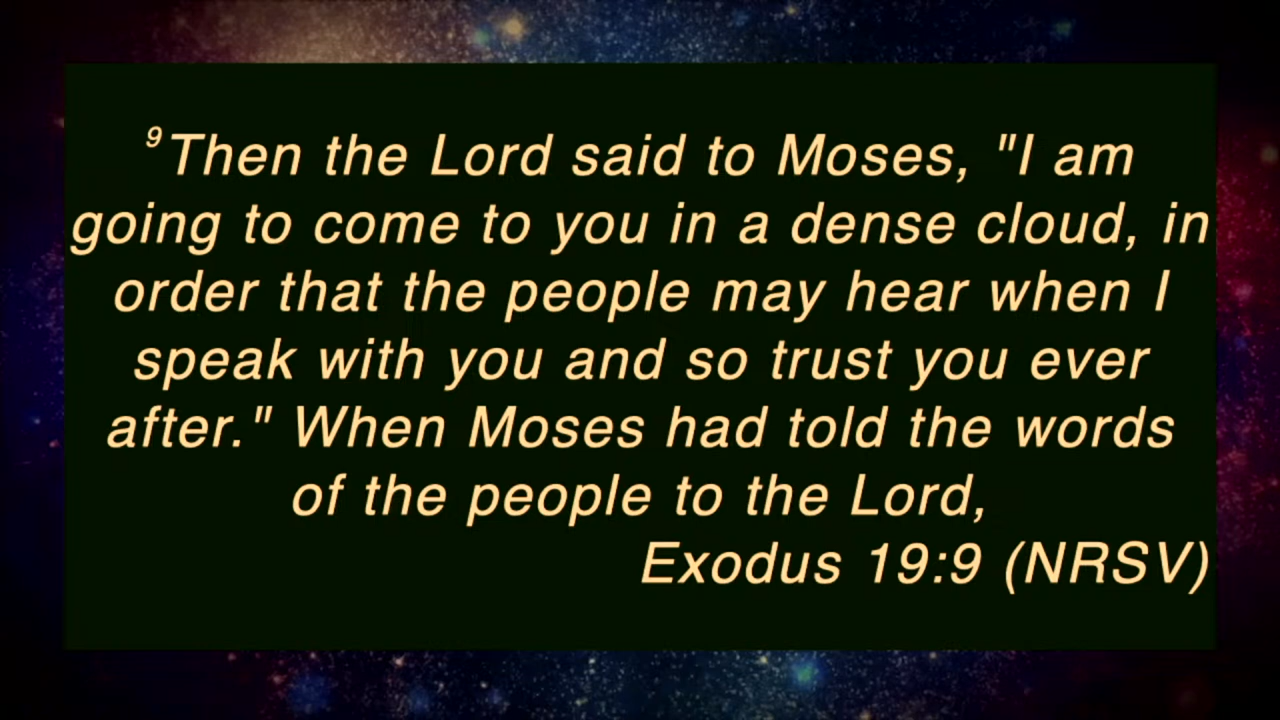 ⁹Then the Lord said to Moses, "I am
going to come to you in a dense cloud, in
order that the people may hear when I
speak with you and so trust you ever
after." When Moses had told the words
of the people to the Lord,
Exodus 19:9 (NRSV)